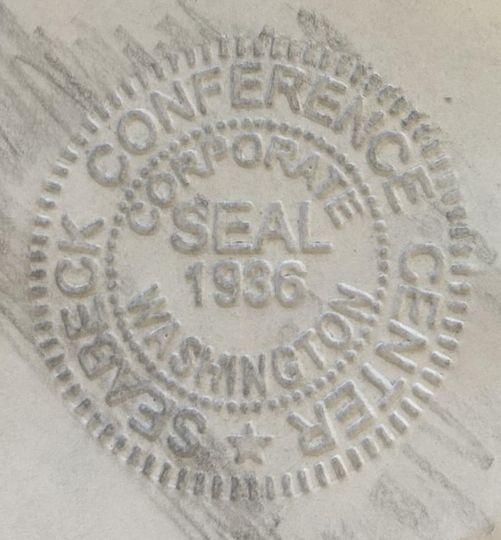 SEABECK CONFERENCE CENTER
CORPORATE
SEAL
1936
WASHINGTON